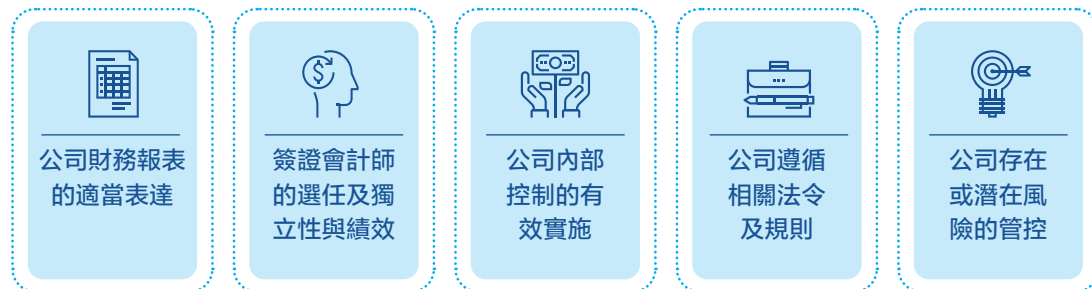 公司財務報表
的適當表達
簽證會計師
的選任及獨
立性與績效
公司內部
控制的有
效實施
公司遵循
相關法令
及規則
公司存在
或潛在風
險的管控